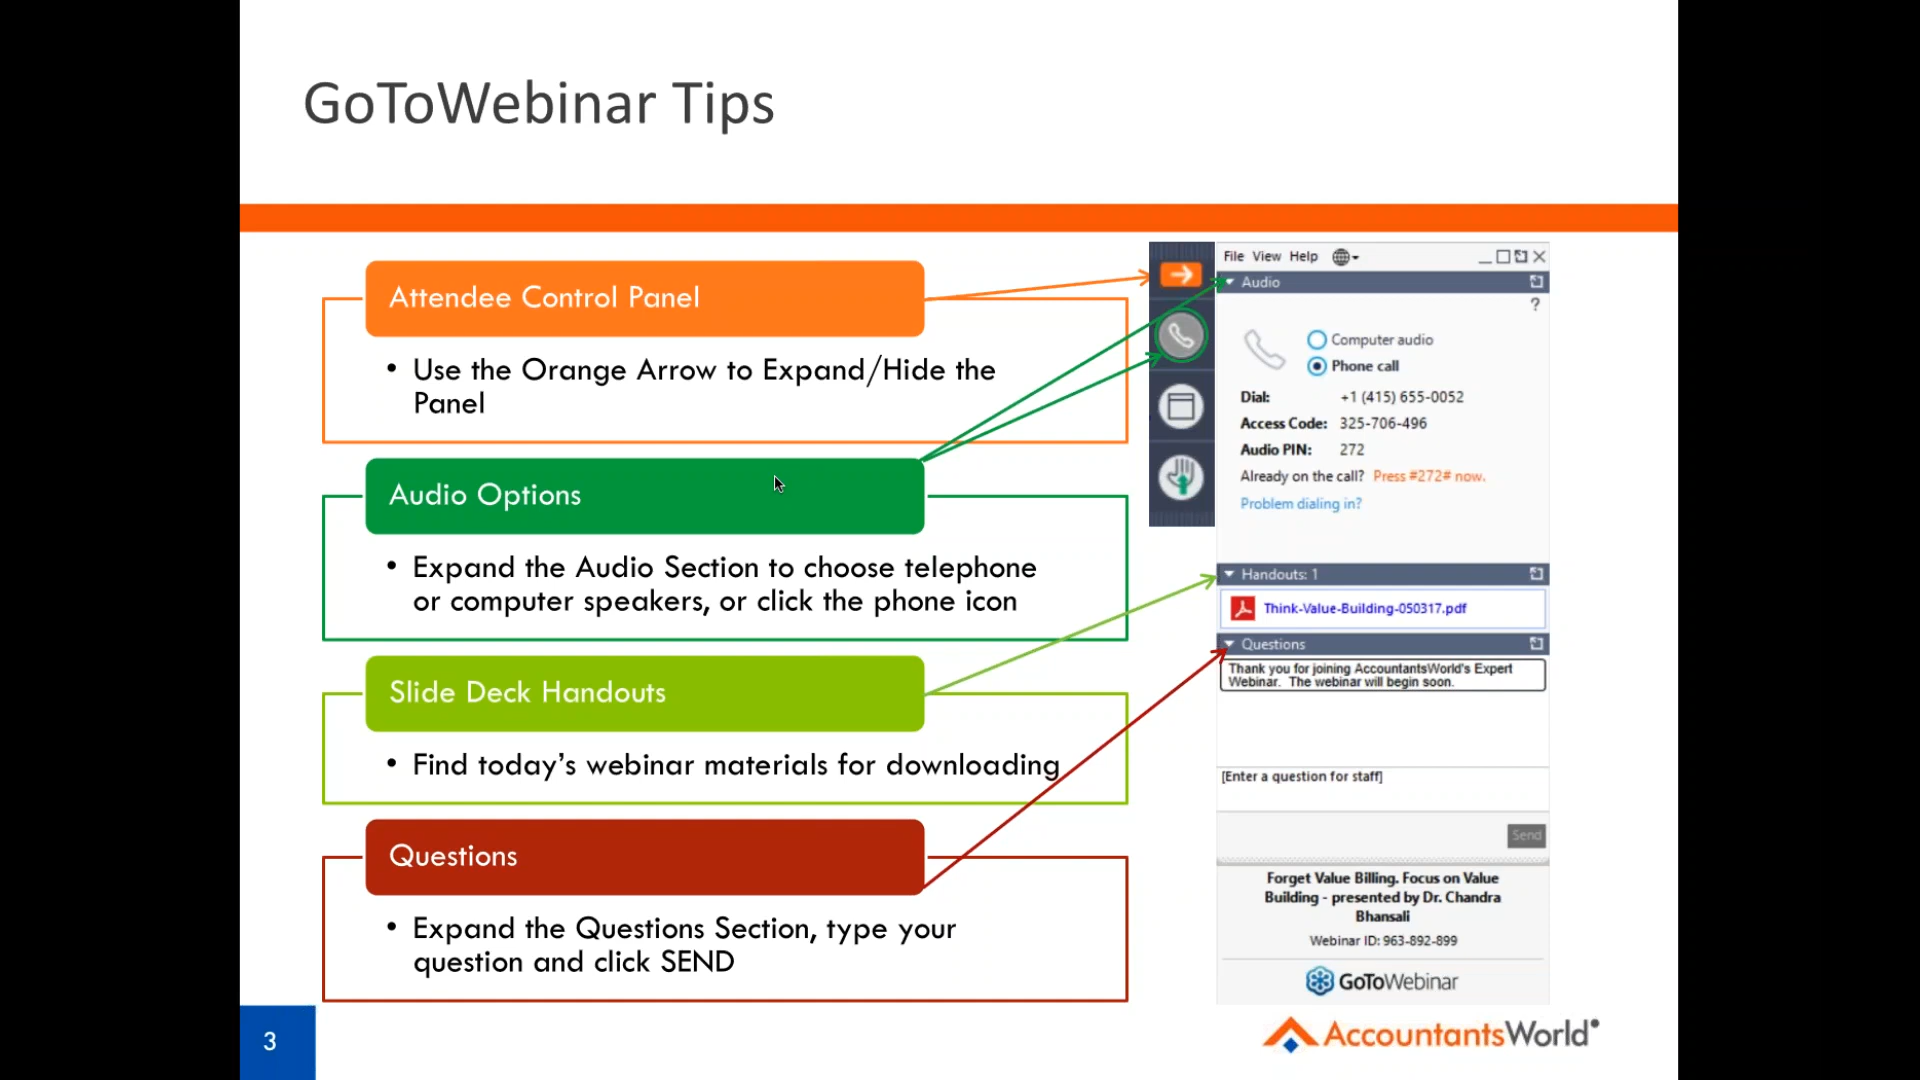 GoToWebinar Tips
Attendee Control Panel
• Use the Orange Arrow to Expand/Hide the
Panel
Audio Options
• Expand the Audio Section to choose telephone
or computer speakers, or click the phone icon
Slide Deck Handouts
• Find today’s webinar materials for downloading
Questions
• Expand the Questions Section, type your
question and click SEND
3
File View Help
Audio
?
Computer audio
Phone call
Dial: +1 (415) 655-0052
Access Code: 325-706-496
Audio PIN: 272
Already on the call? Press #272# now.
Problem dialing in?
Handouts: 1
Think-Value-Building-050317.pdf
Questions
Thank you for joining AccountantsWorld's Expert
Webinar. The webinar will begin soon.
[Enter a question for staff]
Send
Forget Value Billing. Focus on Value
Building - presented by Dr. Chandra
Bhansali
Webinar ID: 963-892-899
GoToWebinar
AccountantsWorld